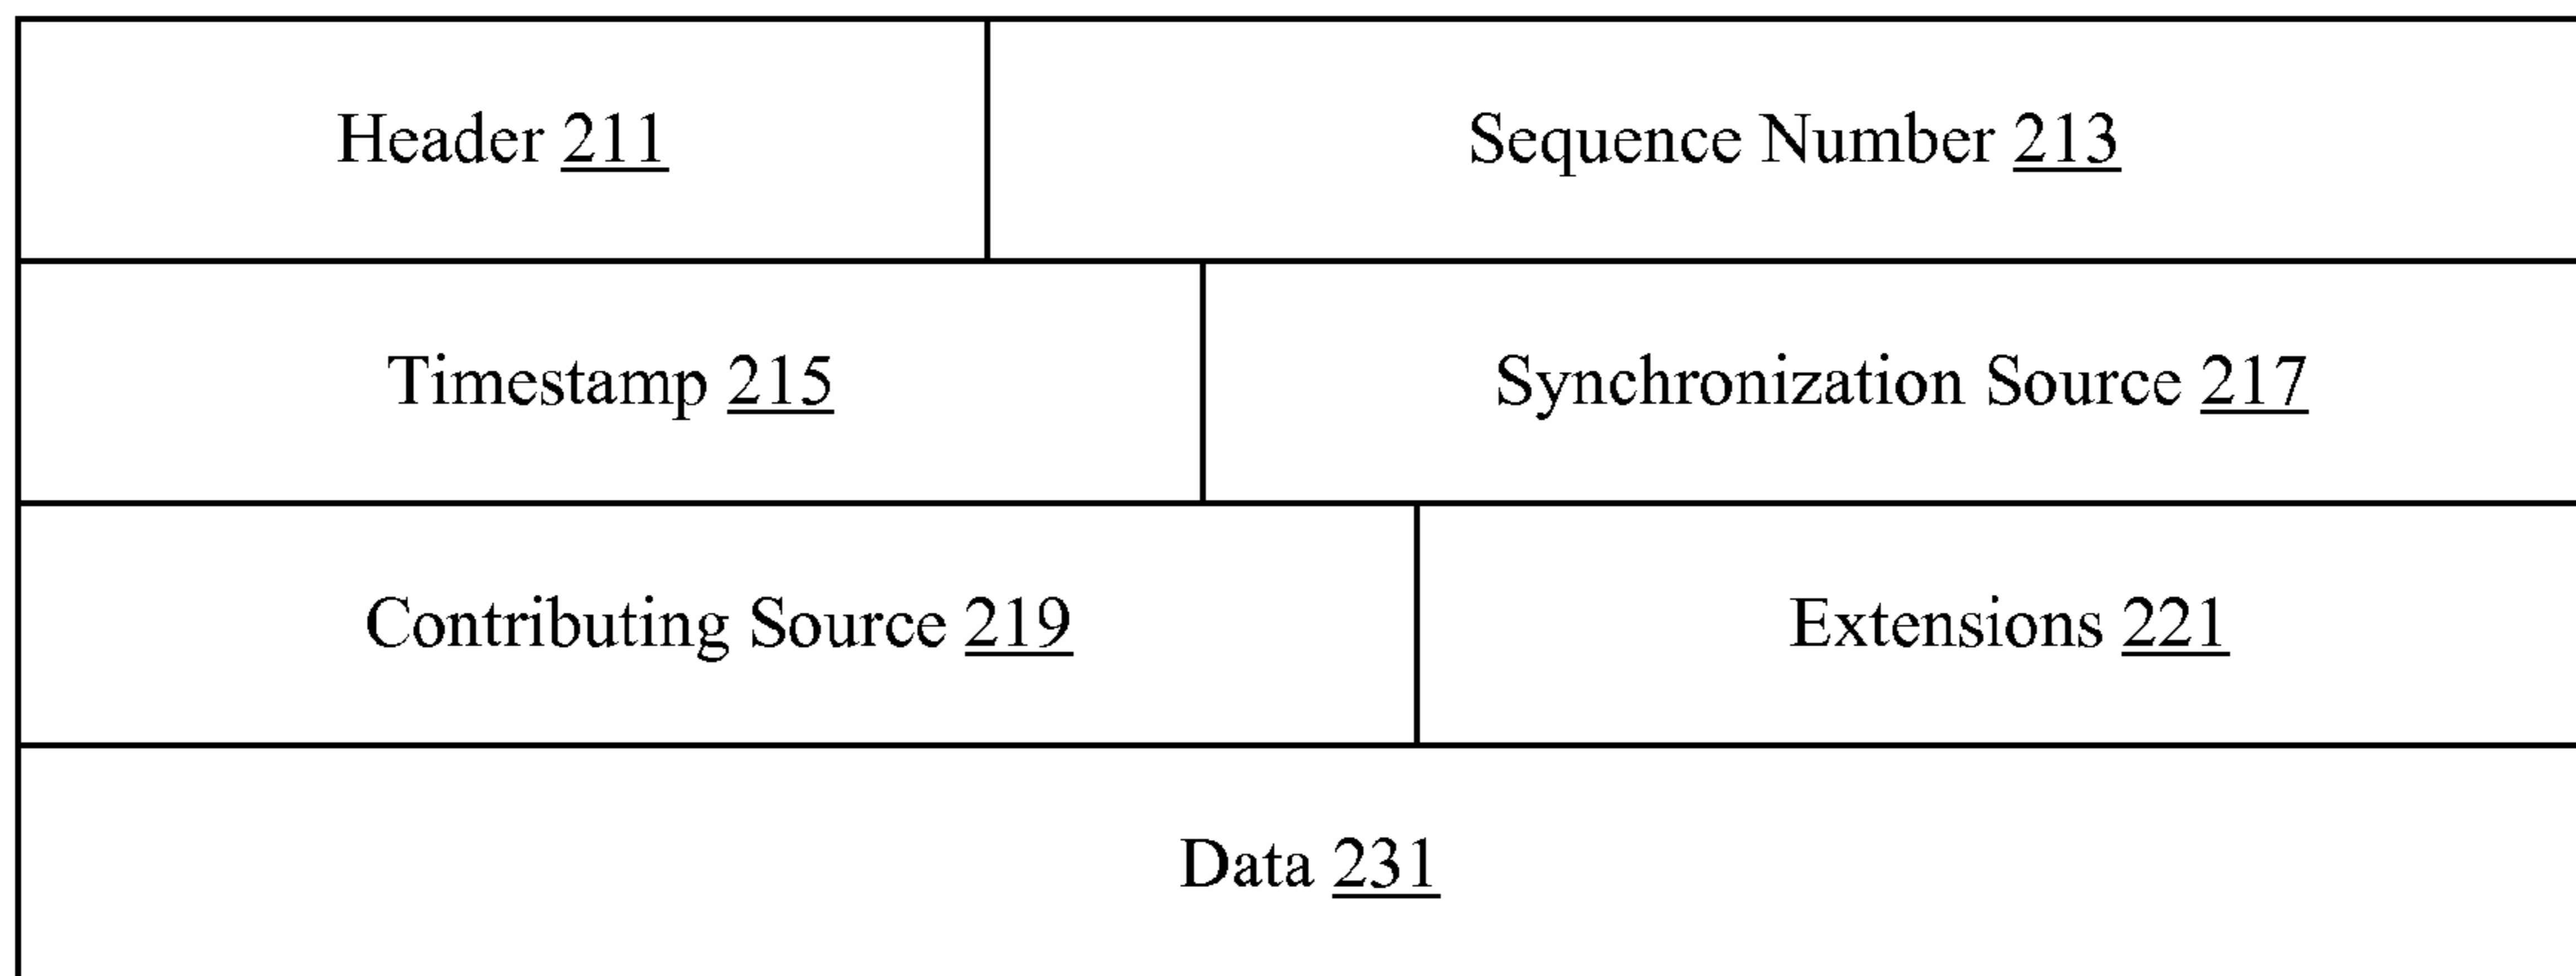 Header 211
Sequence Number 213
Timestamp 215
Synchronization Source 217
Contributing Source 219
Extensions 221
Data 231